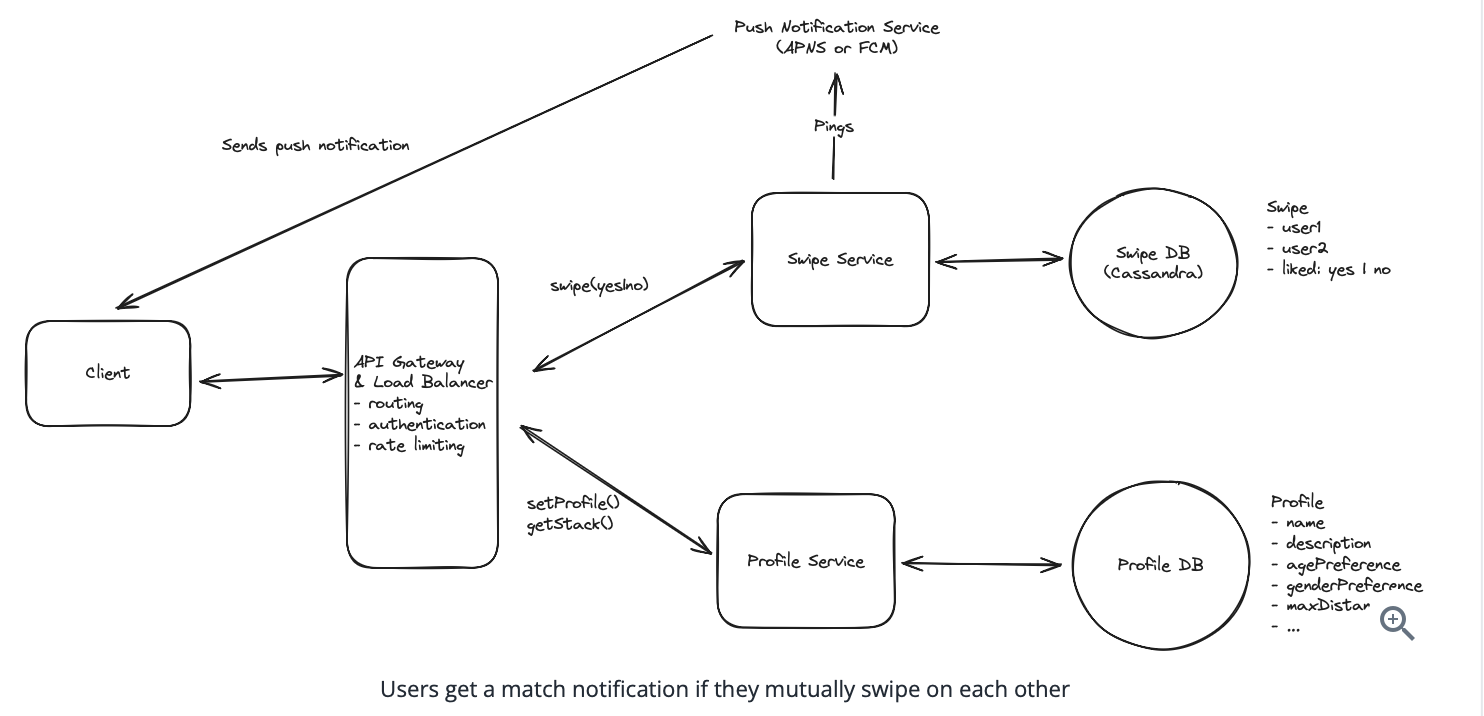 Push Notification Service
(APNS or FCM)
Sends push notification
Pings
Swipe Service
Swipe DB
(Cassandra)
Swipe
- user1
- user2
- liked: yes | no
swipe(yes|no)
Client
API Gateway
& Load Balancer
- routing
- authentication
- rate limiting
setProfile()
getStack()
Profile Service
Profile DB
Profile
- name
- description
- agePreference
- genderPreference
- maxDistan
- ...
Users get a match notification if they mutually swipe on each other